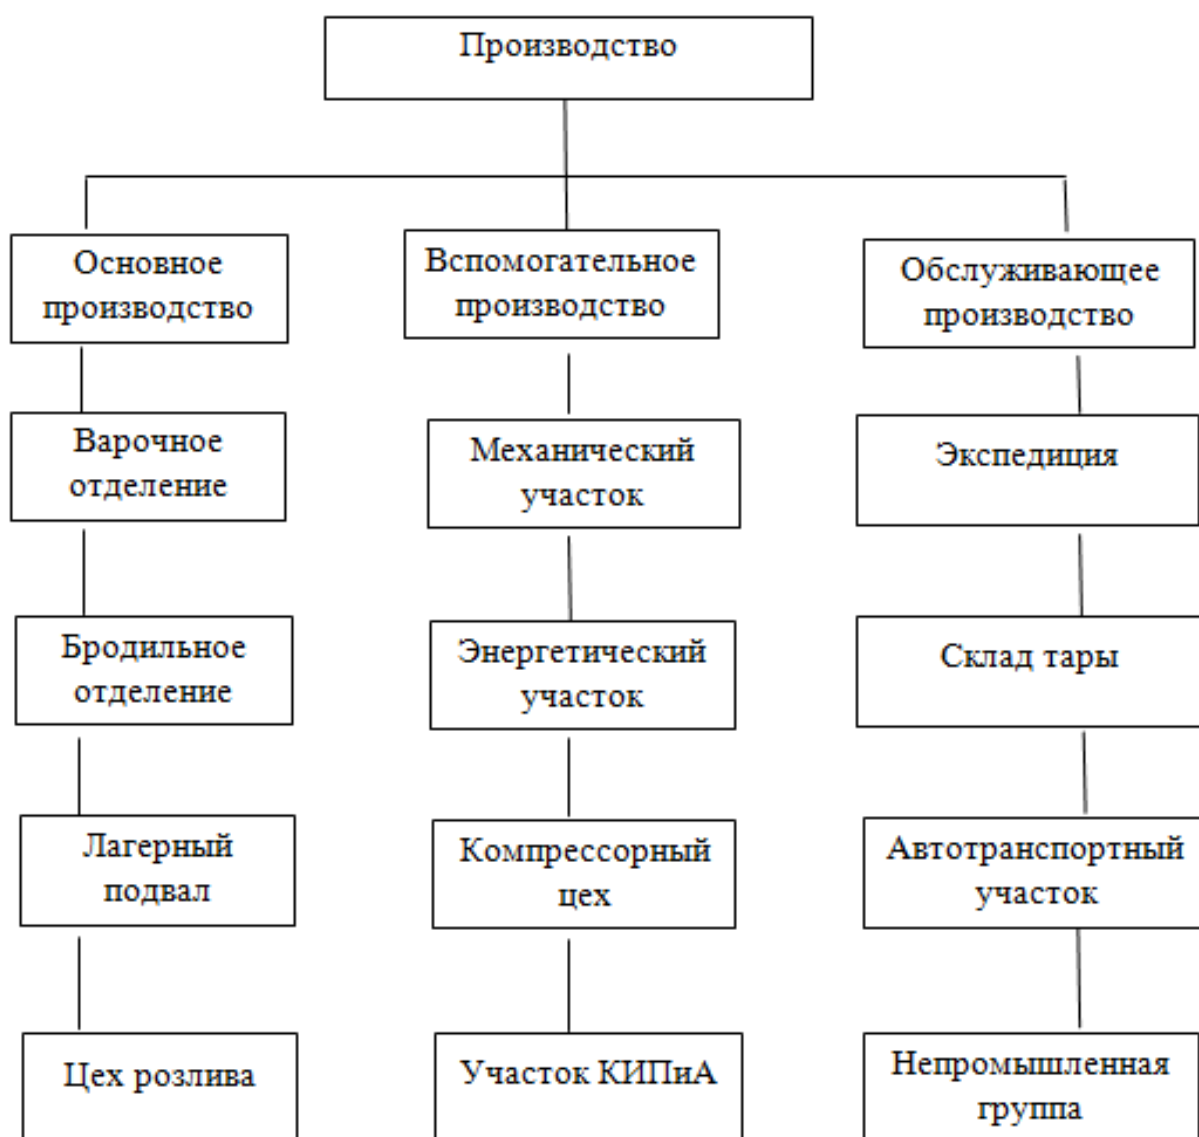 Производство
Основное
производство
Вспомогательное
производство
Обслуживающее
производство
Варочное
отделение
Механический
участок
Экспедиция
Бродильное
отделение
Энергетический
участок
Склад тары
Лагерный
подвал
Компрессорный
цех
Автотранспортный
участок
Цех розлива
Участок КИПиА
Непромышленная
группа